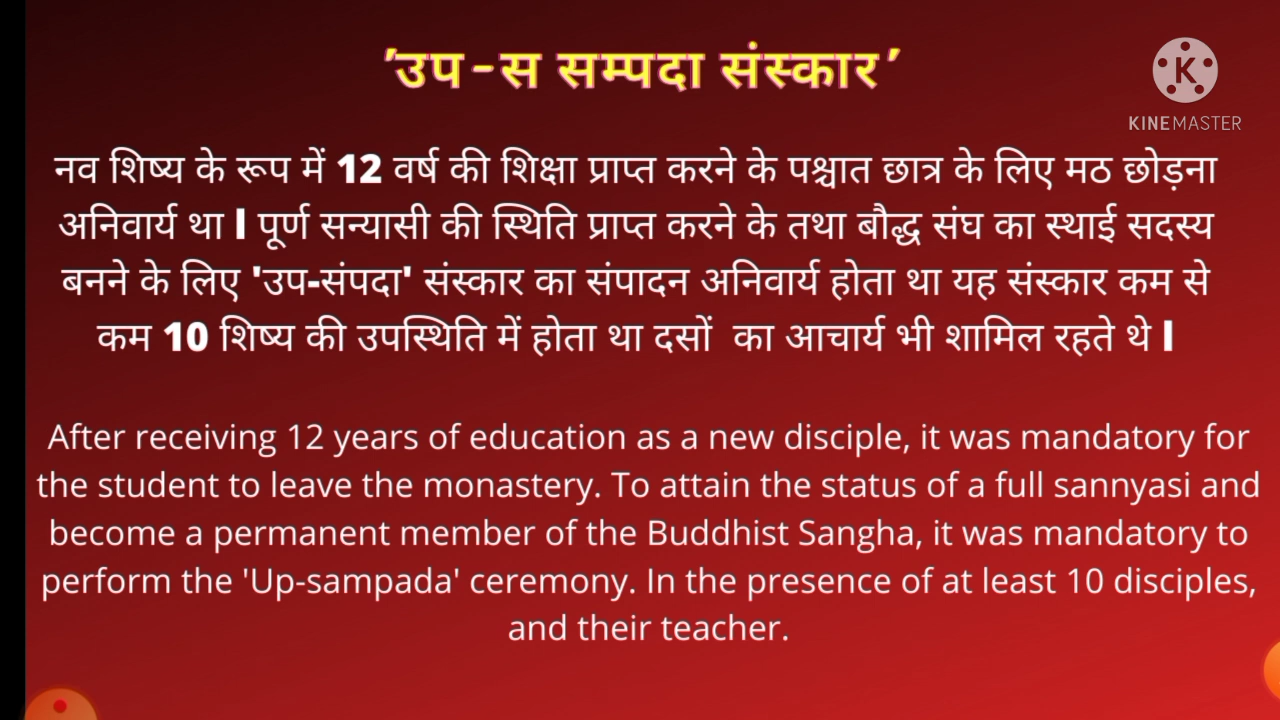 'उप-स सम्पदा संस्कार'
KINEMASTER
नव शिष्य के रूप में 12 वर्ष की शिक्षा प्राप्त करने के पश्चात छात्र के लिए मठ छोड़ना
अनिवार्य था l पूर्ण सन्यासी की स्थिति प्राप्त करने के तथा बौद्ध संघ का स्थाई सदस्य
बनने के लिए 'उप-संपदा' संस्कार का संपादन अनिवार्य होता था यह संस्कार कम से
कम 10 शिष्य की उपस्थिति में होता था दसों का आचार्य भी शामिल रहते थे l
After receiving 12 years of education as a new disciple, it was mandatory for
the student to leave the monastery. To attain the status of a full sannyasi and
become a permanent member of the Buddhist Sangha, it was mandatory to
perform the 'Up-sampada' ceremony. In the presence of at least 10 disciples,
and their teacher.